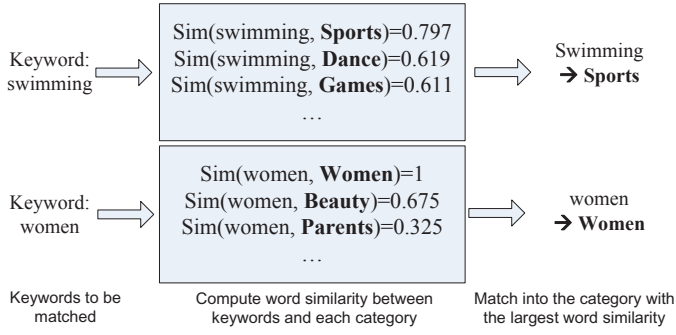 Keyword:
swimming
Sim(swimming, Sports)=0.797
Sim(swimming, Dance)=0.619
Sim(swimming, Games)=0.611
…
Swimming
→ Sports
Keyword:
women
Sim(women, Women)=1
Sim(women, Beauty)=0.675
Sim(women, Parents)=0.325
…
women
→ Women
Keywords to be
matched
Compute word similarity between
keywords and each category
Match into the category with
the largest word similarity